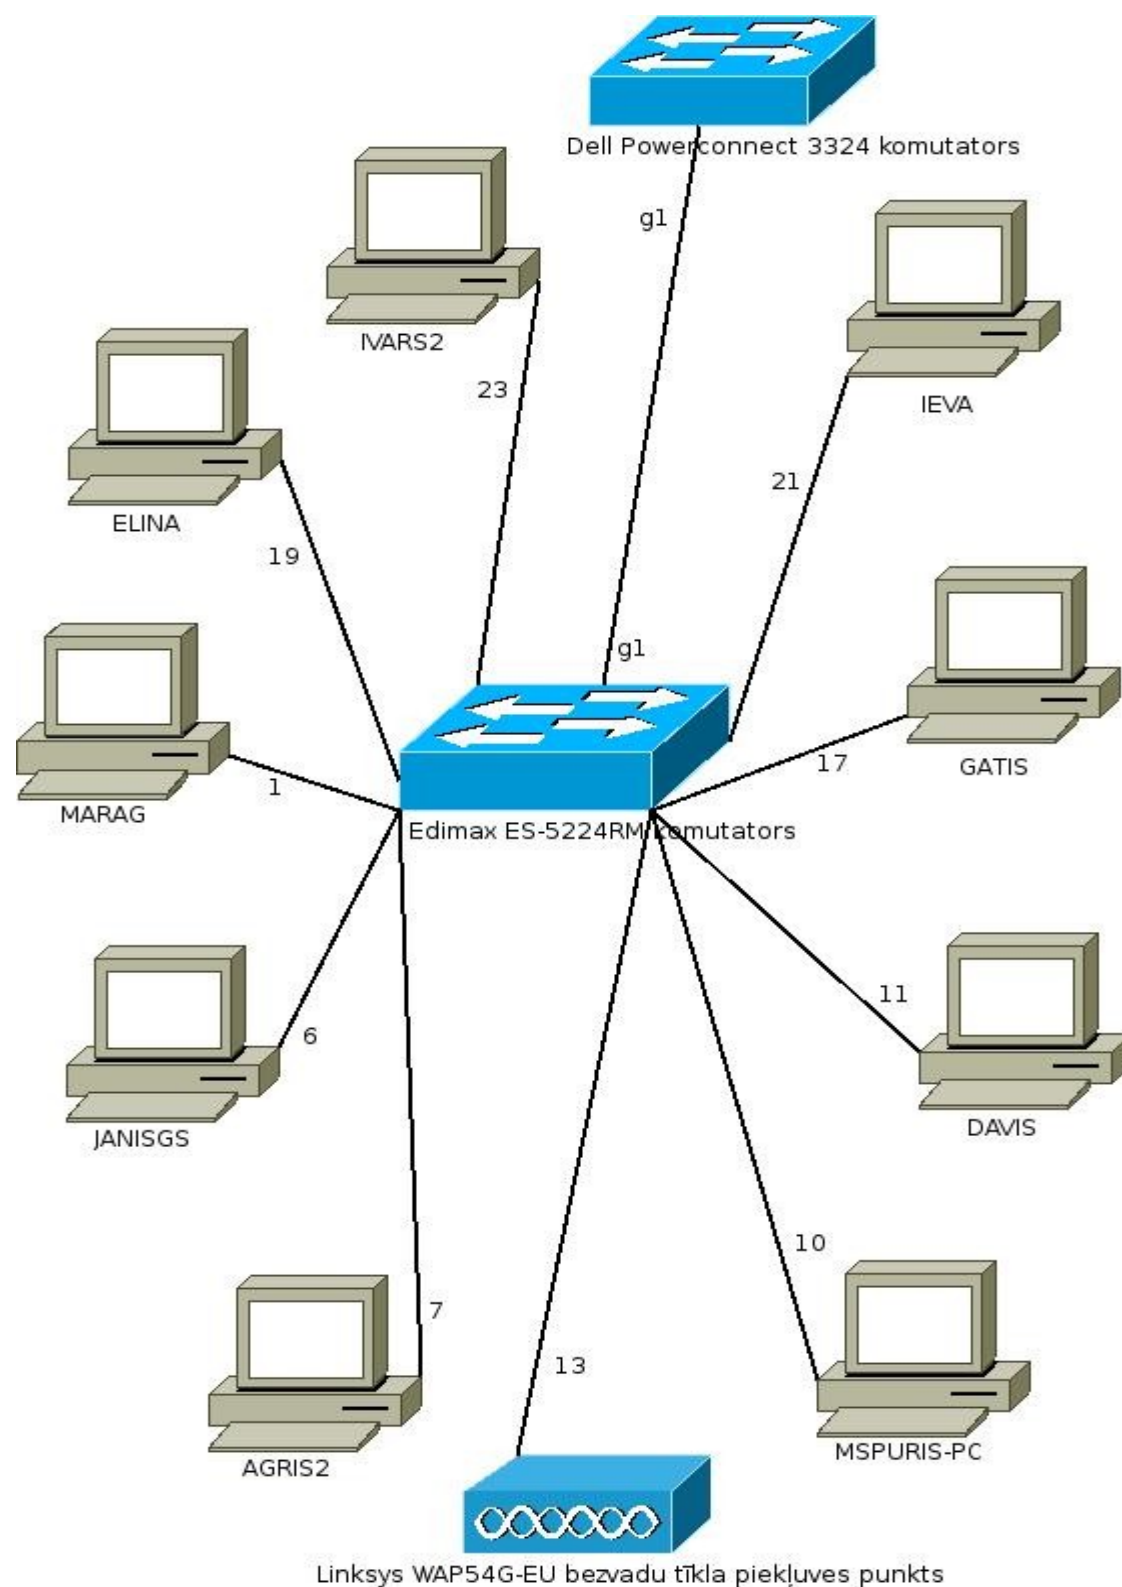 Dell Powerconnect 3324 komutators
g1
IVARS2
23
IEVA
21
ELINA
19
g1
MARAG
1
17
GATIS
Edimax ES-5224RM komutators
JANISGS
6
11
DAVIS
10
7
13
AGRIS2
MSPURIS-PC
Linksys WAP54G-EU bezvadu tīkla piekļuves punkts